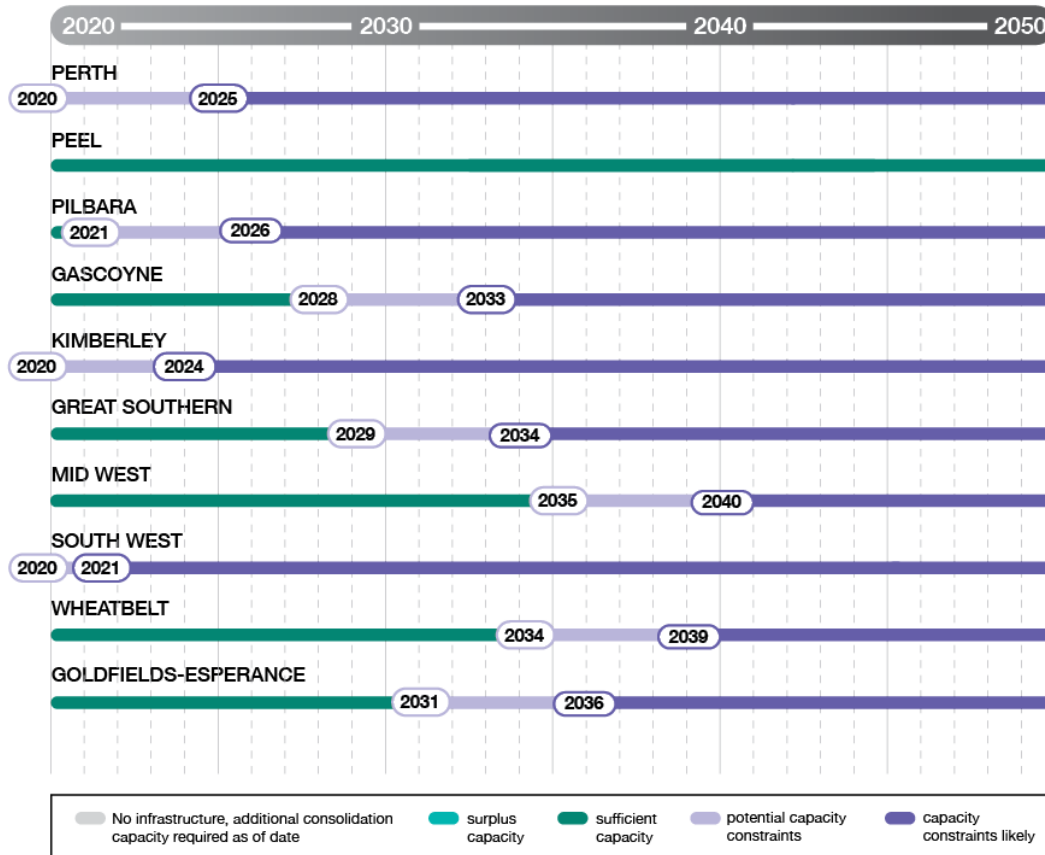 2020 2030 2040 2050
PERTH
2020 2025
PEEL
PILBARA
2021 2026
GASCOYNE
2028 2033
KIMBERLEY
2020 2024
GREAT SOUTHERN
2029 2034
MID WEST
2035 2040
SOUTH WEST
2020 2021
WHEATBELT
2034 2039
GOLDFIELDS-ESPERANCE
2031 2036
No infrastructure, additional consolidation
capacity required as of date
surplus
capacity
sufficient
capacity
potential capacity
constraints
capacity
constraints likely